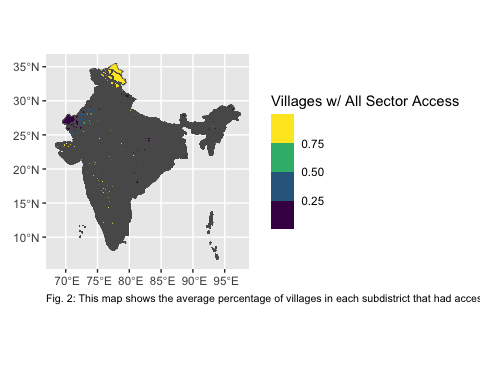 Villages w/ All Sector Access
35°N
30°N
25°N
20°N
15°N
10°N
0.75
0.50
0.25
70°E 75°E 80°E 85°E 90°E 95°E
Fig. 2: This map shows the average percentage of villages in each subdistrict that had acces